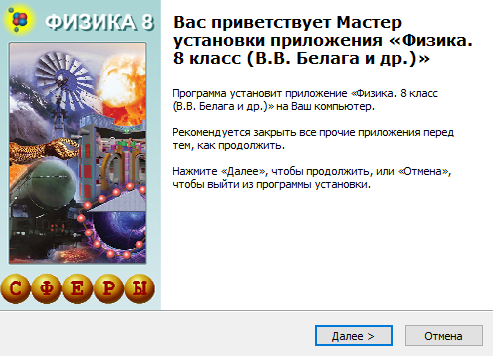 ФИЗИКА 8
СФЕРЫ
Вас приветствует Мастер
установки приложения «Физика.
8 класс (В.В. Белага и др.)»
Программа установит приложение «Физика. 8 класс
(В.В. Белага и др.)» на Ваш компьютер.
Рекомендуется закрыть все прочие приложения перед
тем, как продолжить.
Нажмите «Далее», чтобы продолжить, или «Отмена»,
чтобы выйти из программы установки.
Далее >
Отмена